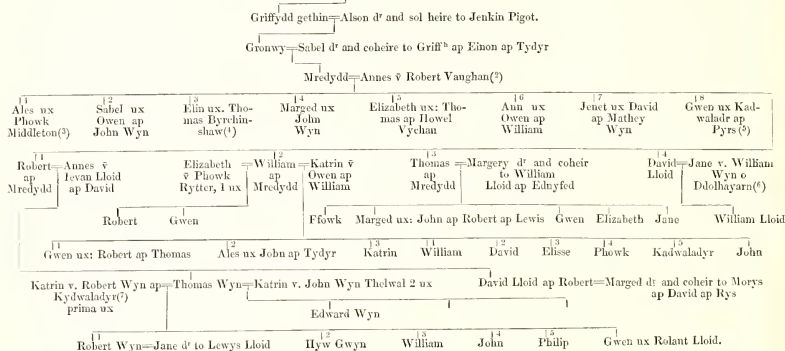 Griffydd gethin=Alson dʳ and sol heire to Jenkin Pigot.
Gronwy=Sabel dʳ and coheire to Griffʰ ap Einon ap Tydyr
Mredydd=Annes ṽ Robert Vaughan(²)
1 2 3 4 5 6 7 8
Ales ux Sabel ux Elin ux. Tho- Marged ux Elizabeth ux: Tho- Ann ux Jenet ux David Gwen ux Kad-
Phowk Owen ap mas Byrchin- John mas ap Howel Owen ap ap Mathey waladr ap
Middleton(³) John Wyn shaw(⁴) Wyn Vychan William Wyn Pyrs (⁵)
1 2 3 4
Robert=Annes ṽ Elizabeth=William=Katrin ṽ Thomas=Margery dʳ and coheir David=Jane v. William
ap Ievan Lloid ṽ Phowk ap Owen ap ap to William Lloid Wyn o
Mredydd ap David Rytter, 1 ux Mredydd William Mredydd Lloid ap Ednyfed Ddolhayarn(⁶)
Robert Gwen Ffowk Marged ux: John ap Robert ap Lewis Gwen Elizabeth Jane William Lloid
1 2 3 1 2 3 4 5
Gwen ux: Robert ap Thomas Ales ux John ap Tydyr Katrin William David Elisse Phowk Kadwaladyr John
Katrin v. Robert Wyn ap=Thomas Wyn=Katrin v. John Wyn Thelwal 2 ux David Lloid ap Robert=Marged dʳ and coheir to Morys
Kydwaladyr(⁷) ap David ap Rys
prima ux
Edward Wyn
1 2 3 4 5
Robert Wyn=Jane dʳ to Lewys Lloid. Hyw Gwyn William John Philip Gwen ux Rolant Lloid.